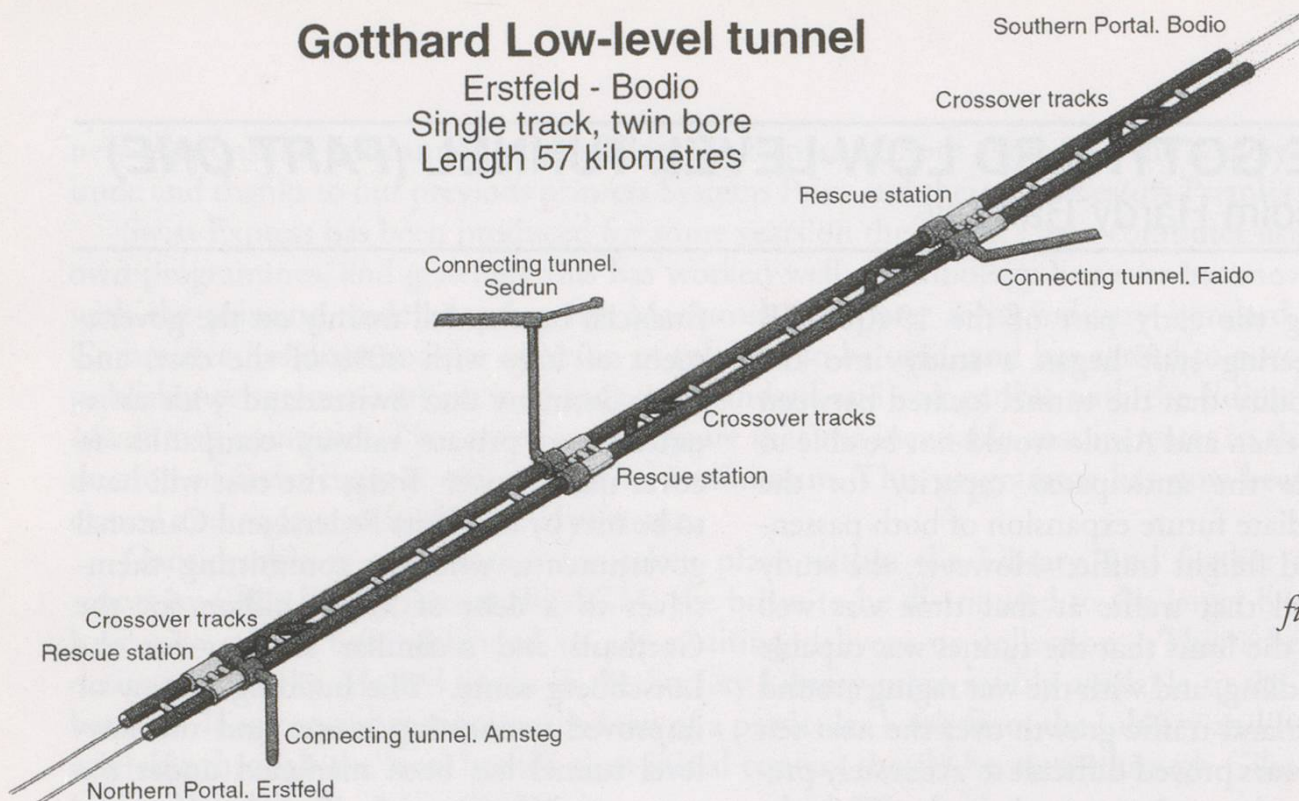 Gotthard Low-level tunnel
Erstfeld - Bodio
Single track, twin bore
Length 57 kilometres
Southern Portal. Bodio
Crossover tracks
Rescue station
Connecting tunnel. Faido
Connecting tunnel,
Sedrun
Crossover tracks
Rescue station
Crossover tracks
Rescue station
Connecting tunnel. Amsteg
Northern Portal. Erstfeld